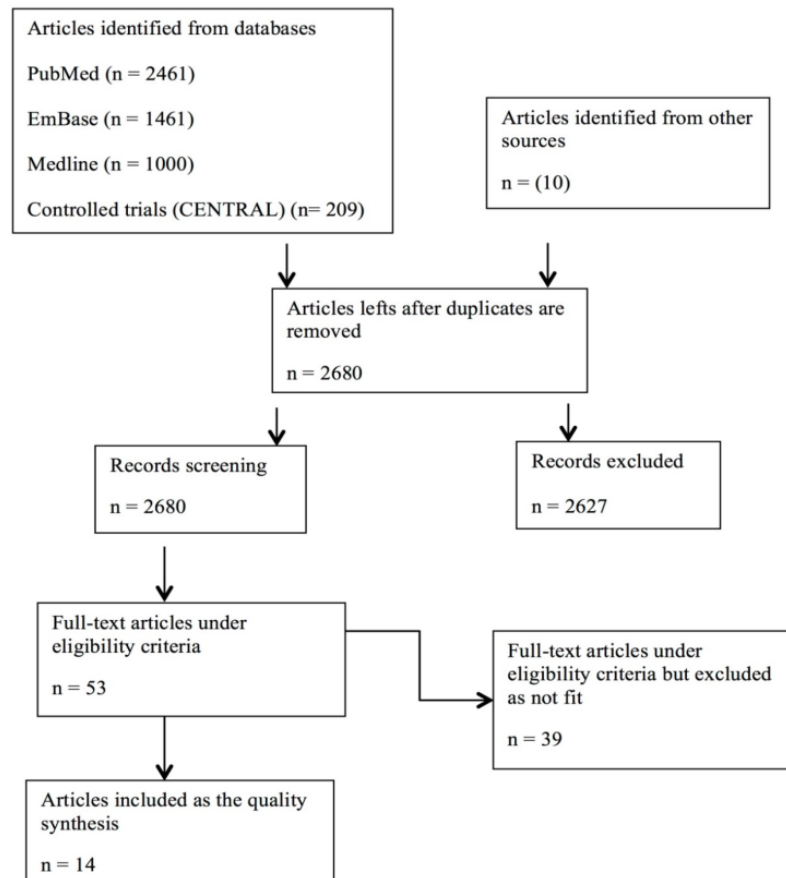 Articles identified from databases
PubMed (n = 2461)
EmBase (n = 1461)
Medline (n = 1000)
Controlled trials (CENTRAL) (n= 209)
Articles identified from other
sources
n = (10)
Articles lefts after duplicates are
removed
n = 2680
Records screening
n = 2680
Records excluded
n = 2627
Full-text articles under
eligibility criteria
n = 53
Full-text articles under
eligibility criteria but excluded
as not fit
n = 39
Articles included as the quality
synthesis
n = 14